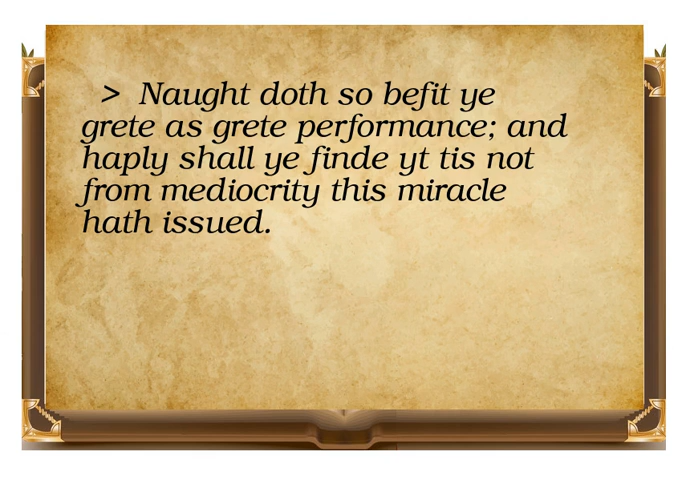 > Naught doth so befit ye
grete as grete performance; and
haply shall ye finde yt tis not
from mediocrity this miracle
hath issued.